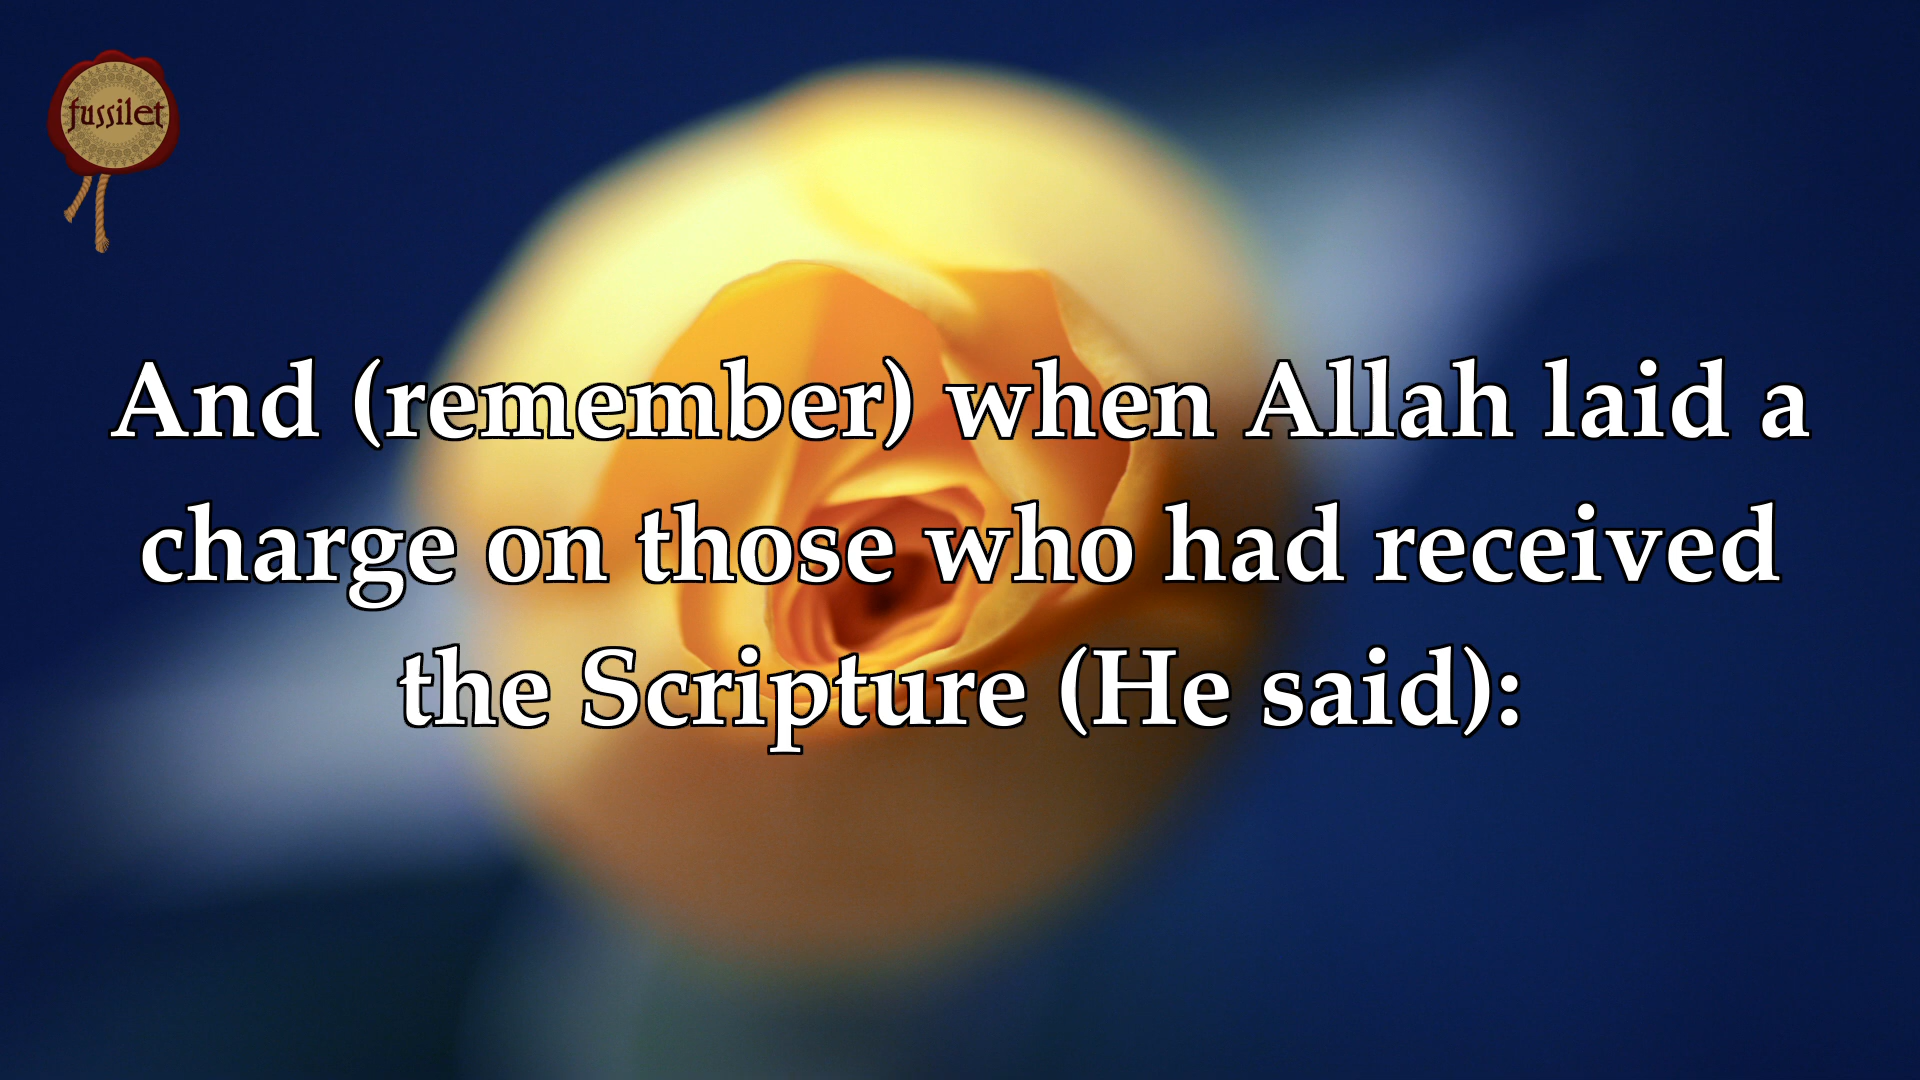 fussilet
And (remember) when Allah laid a
charge on those who had received
the Scripture (He said):